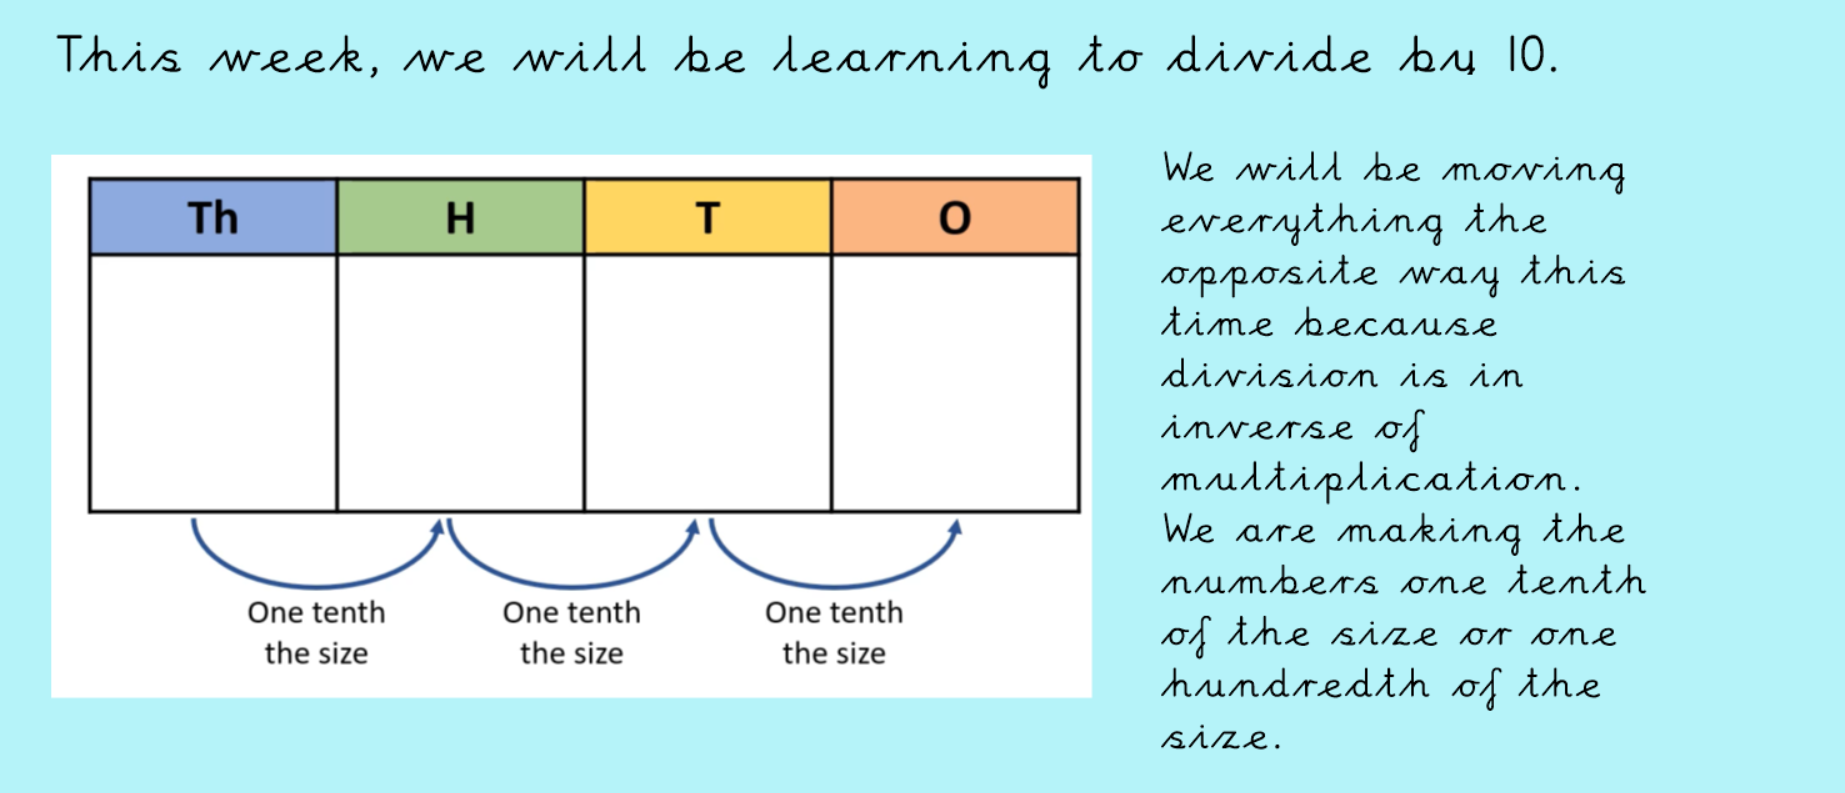 This week, we will be learning to divide by 10.
Th H T O
One tenth One tenth One tenth
the size the size the size
We will be moving
everything the
opposite way this
time because
division is in
inverse of
multiplication.
We are making the
numbers one tenth
of the size or one
hundredth of the
size.